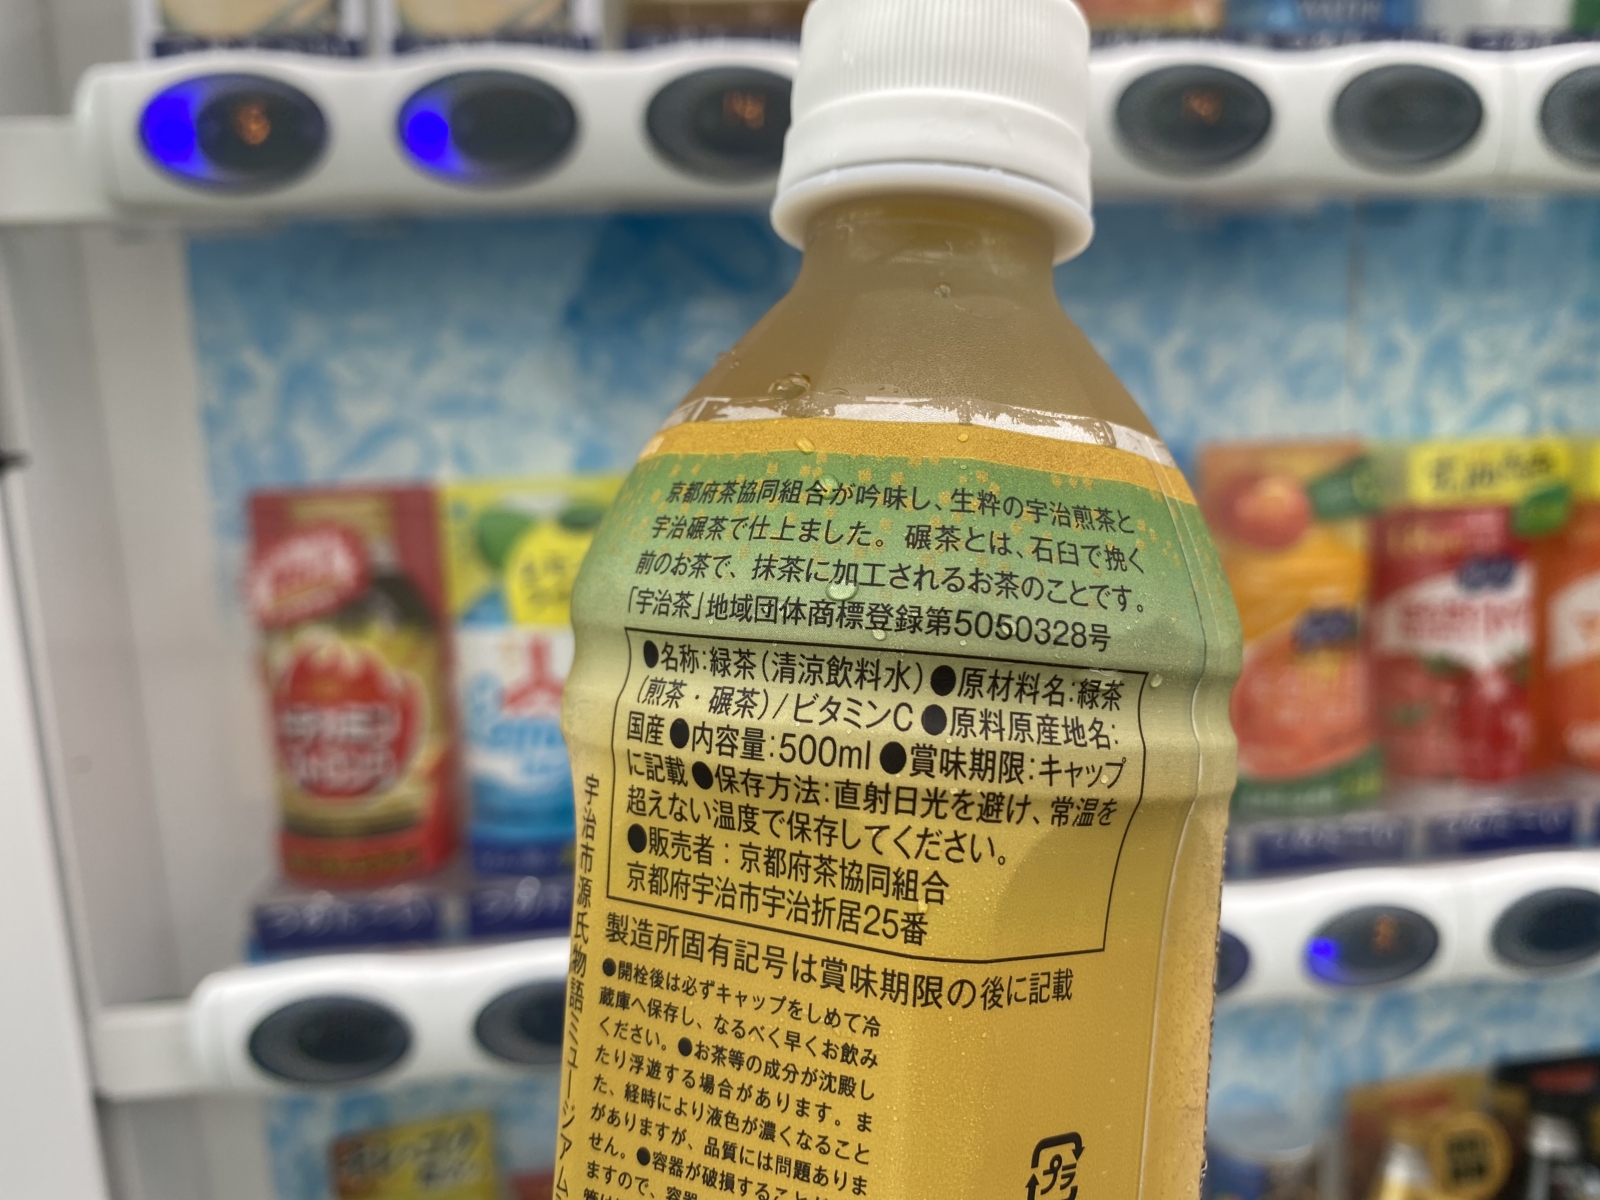 京都府茶協同組合が吟味し、生粋の宇治煎茶と
宇治碾茶で仕上ました。碾茶とは、石臼で挽く
前のお茶で、抹茶に加工されるお茶のことです。
「宇治茶」地域団体商標登録第5050328号
●名称:緑茶(清涼飲料水)●原材料名:緑茶
(煎茶・碾茶)/ビタミンC●原料原産地名:
国産●内容量:500ml●賞味期限:キャップ
に記載●保存方法:直射日光を避け、常温を
超えない温度で保存してください。
●販売者:京都府茶協同組合
京都府宇治市宇治折居25番
製造所固有記号は賞味期限の後に記載
●開栓後は必ずキャップをしめて冷
蔵庫へ保存し、なるべく早くお飲み
ください。●お茶等の成分が沈殿し
たり浮遊する場合があります。ま
た、経時により液色が濃くなること
がありますが、品質には問題ありま
せん。●容器が破損すること
ますので、容器
宇治市源氏物語ミュージアム
プラ